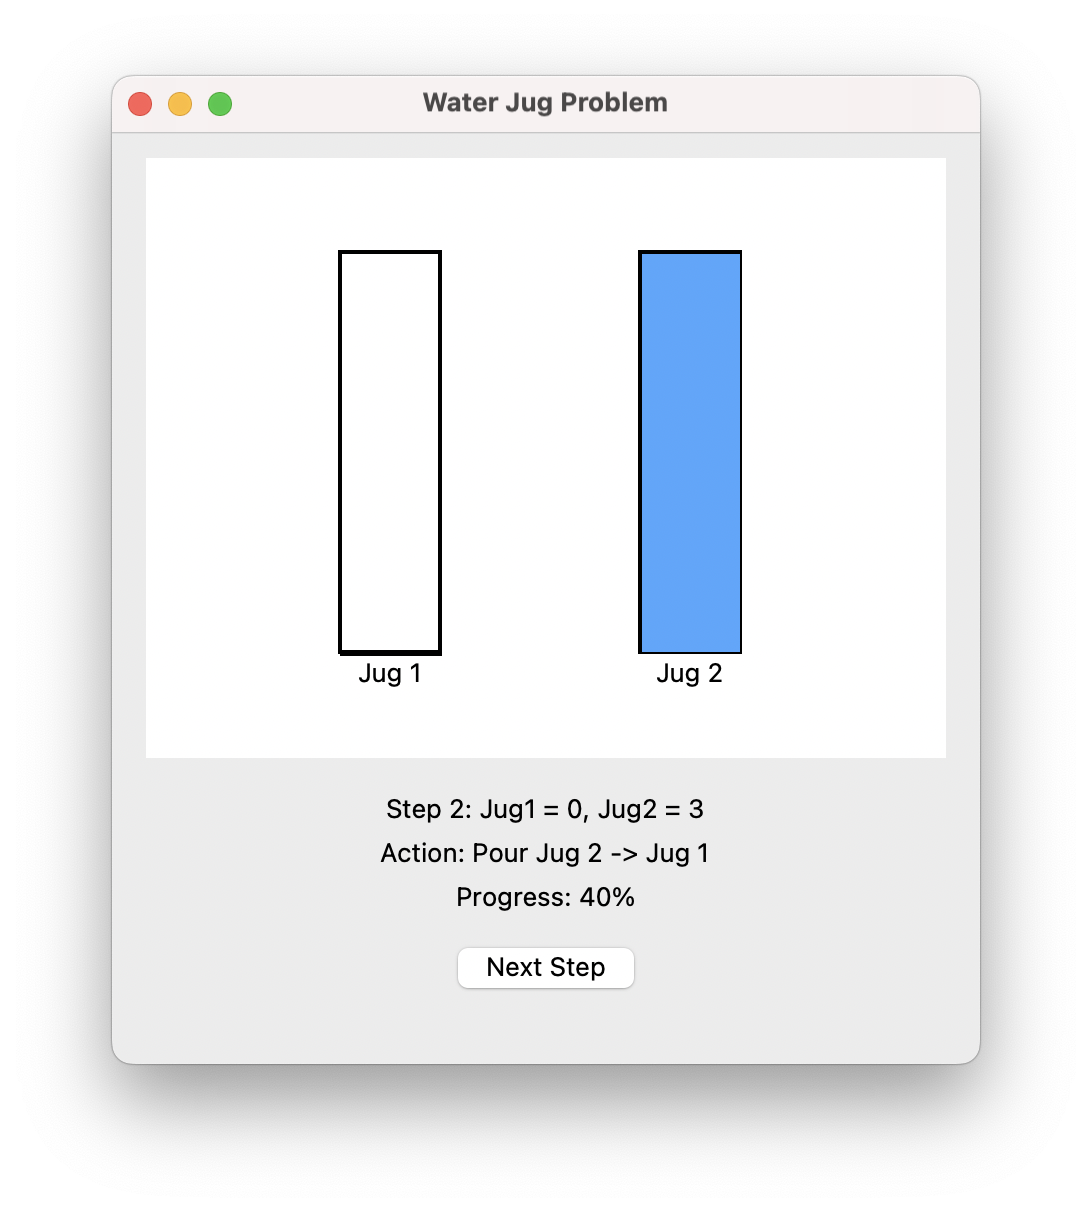 Water Jug Problem
Jug 1
Jug 2
Step 2: Jug1 = 0, Jug2 = 3
Action: Pour Jug 2 -> Jug 1
Progress: 40%
Next Step